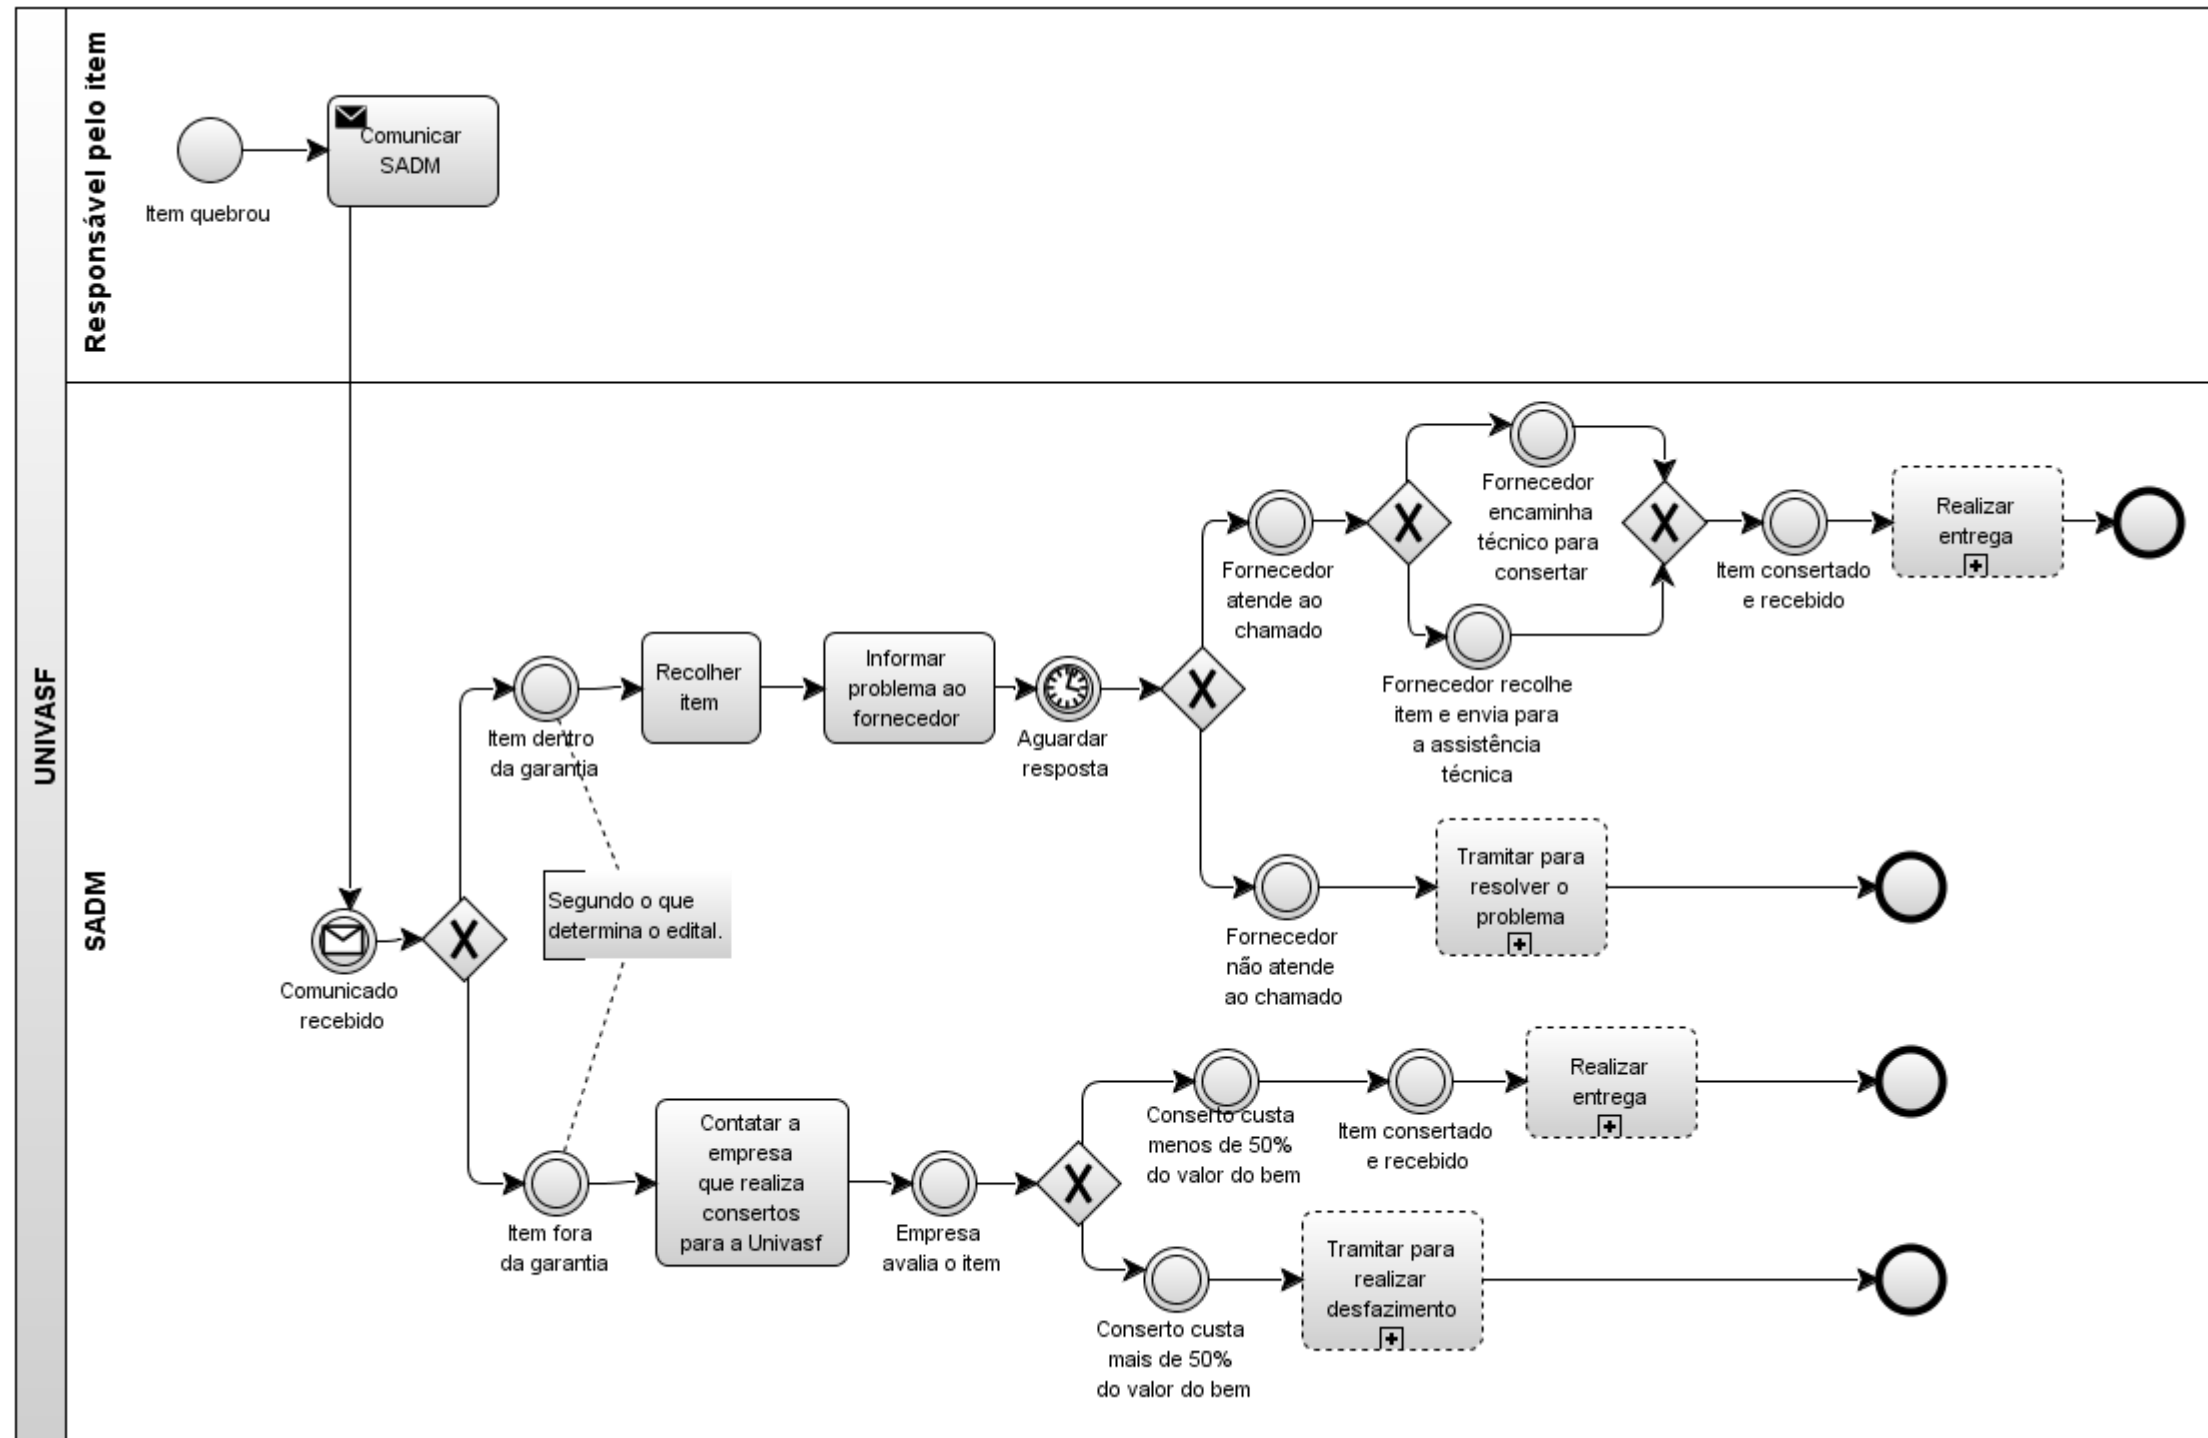 UNIVASF
Responsável pelo item
Item quebrou
Comunicar
SADM
SADM
Comunicado
recebido
Item dentro
da garantia
Segundo o que
determina o edital.
Item fora
da garantia
Recolher
item
Informar
problema ao
fornecedor
Aguardar
resposta
Fornecedor
atende ao
chamado
Fornecedor
encaminha
técnico para
consertar
Fornecedor recolhe
item e envia para
a assistência
técnica
Item consertado
e recebido
Realizar
entrega
Fornecedor
não atende
ao chamado
Tramitar para
resolver o
problema
Contatar a
empresa
que realiza
consertos
para a Univasf
Empresa
avalia o item
Conserto custa
menos de 50%
do valor do bem
Item consertado
e recebido
Realizar
entrega
Conserto custa
mais de 50%
do valor do bem
Tramitar para
realizar
desfazimento